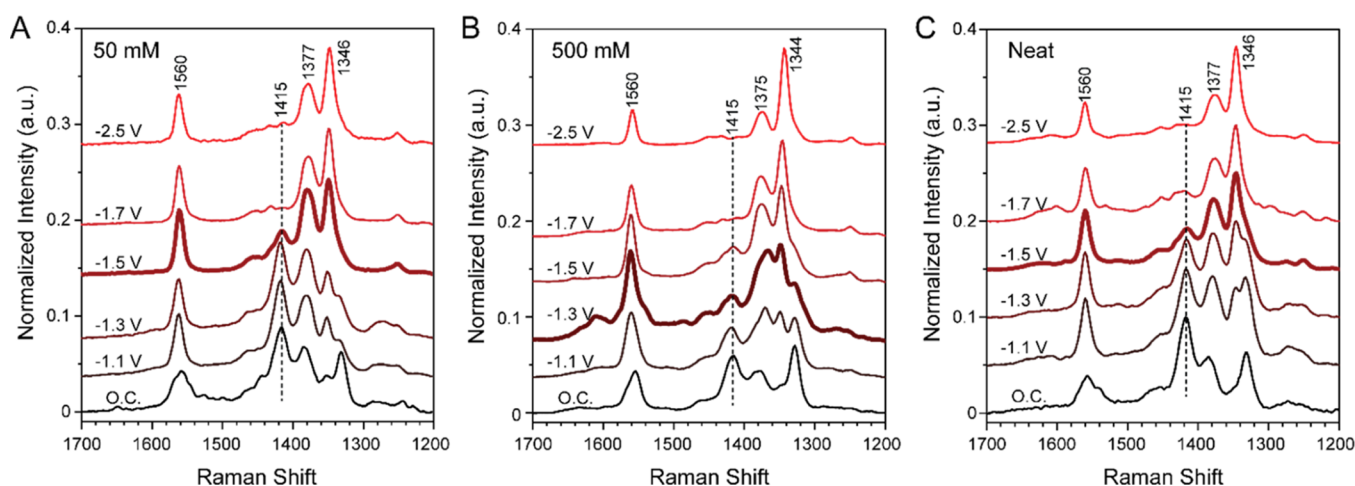 A
50 mM
1560
1415
1377
1346
-2.5 V
-1.7 V
-1.5 V
-1.3 V
-1.1 V
O.C.
0.4
0.3
0.2
0.1
0
1700
1600
1500
1400
1300
1200
Normalized Intensity (a.u.)
Raman Shift
B
500 mM
1560
1415
1375
1344
-2.5 V
-1.7 V
-1.5 V
-1.3 V
-1.1 V
O.C.
0.4
0.3
0.2
0.1
0
1700
1600
1500
1400
1300
1200
Normalized Intensity (a.u.)
Raman Shift
C
Neat
1560
1415
1377
1346
-2.5 V
-1.7 V
-1.5 V
-1.3 V
-1.1 V
O.C.
0.4
0.3
0.2
0.1
0
1700
1600
1500
1400
1300
1200
Normalized Intensity (a.u.)
Raman Shift